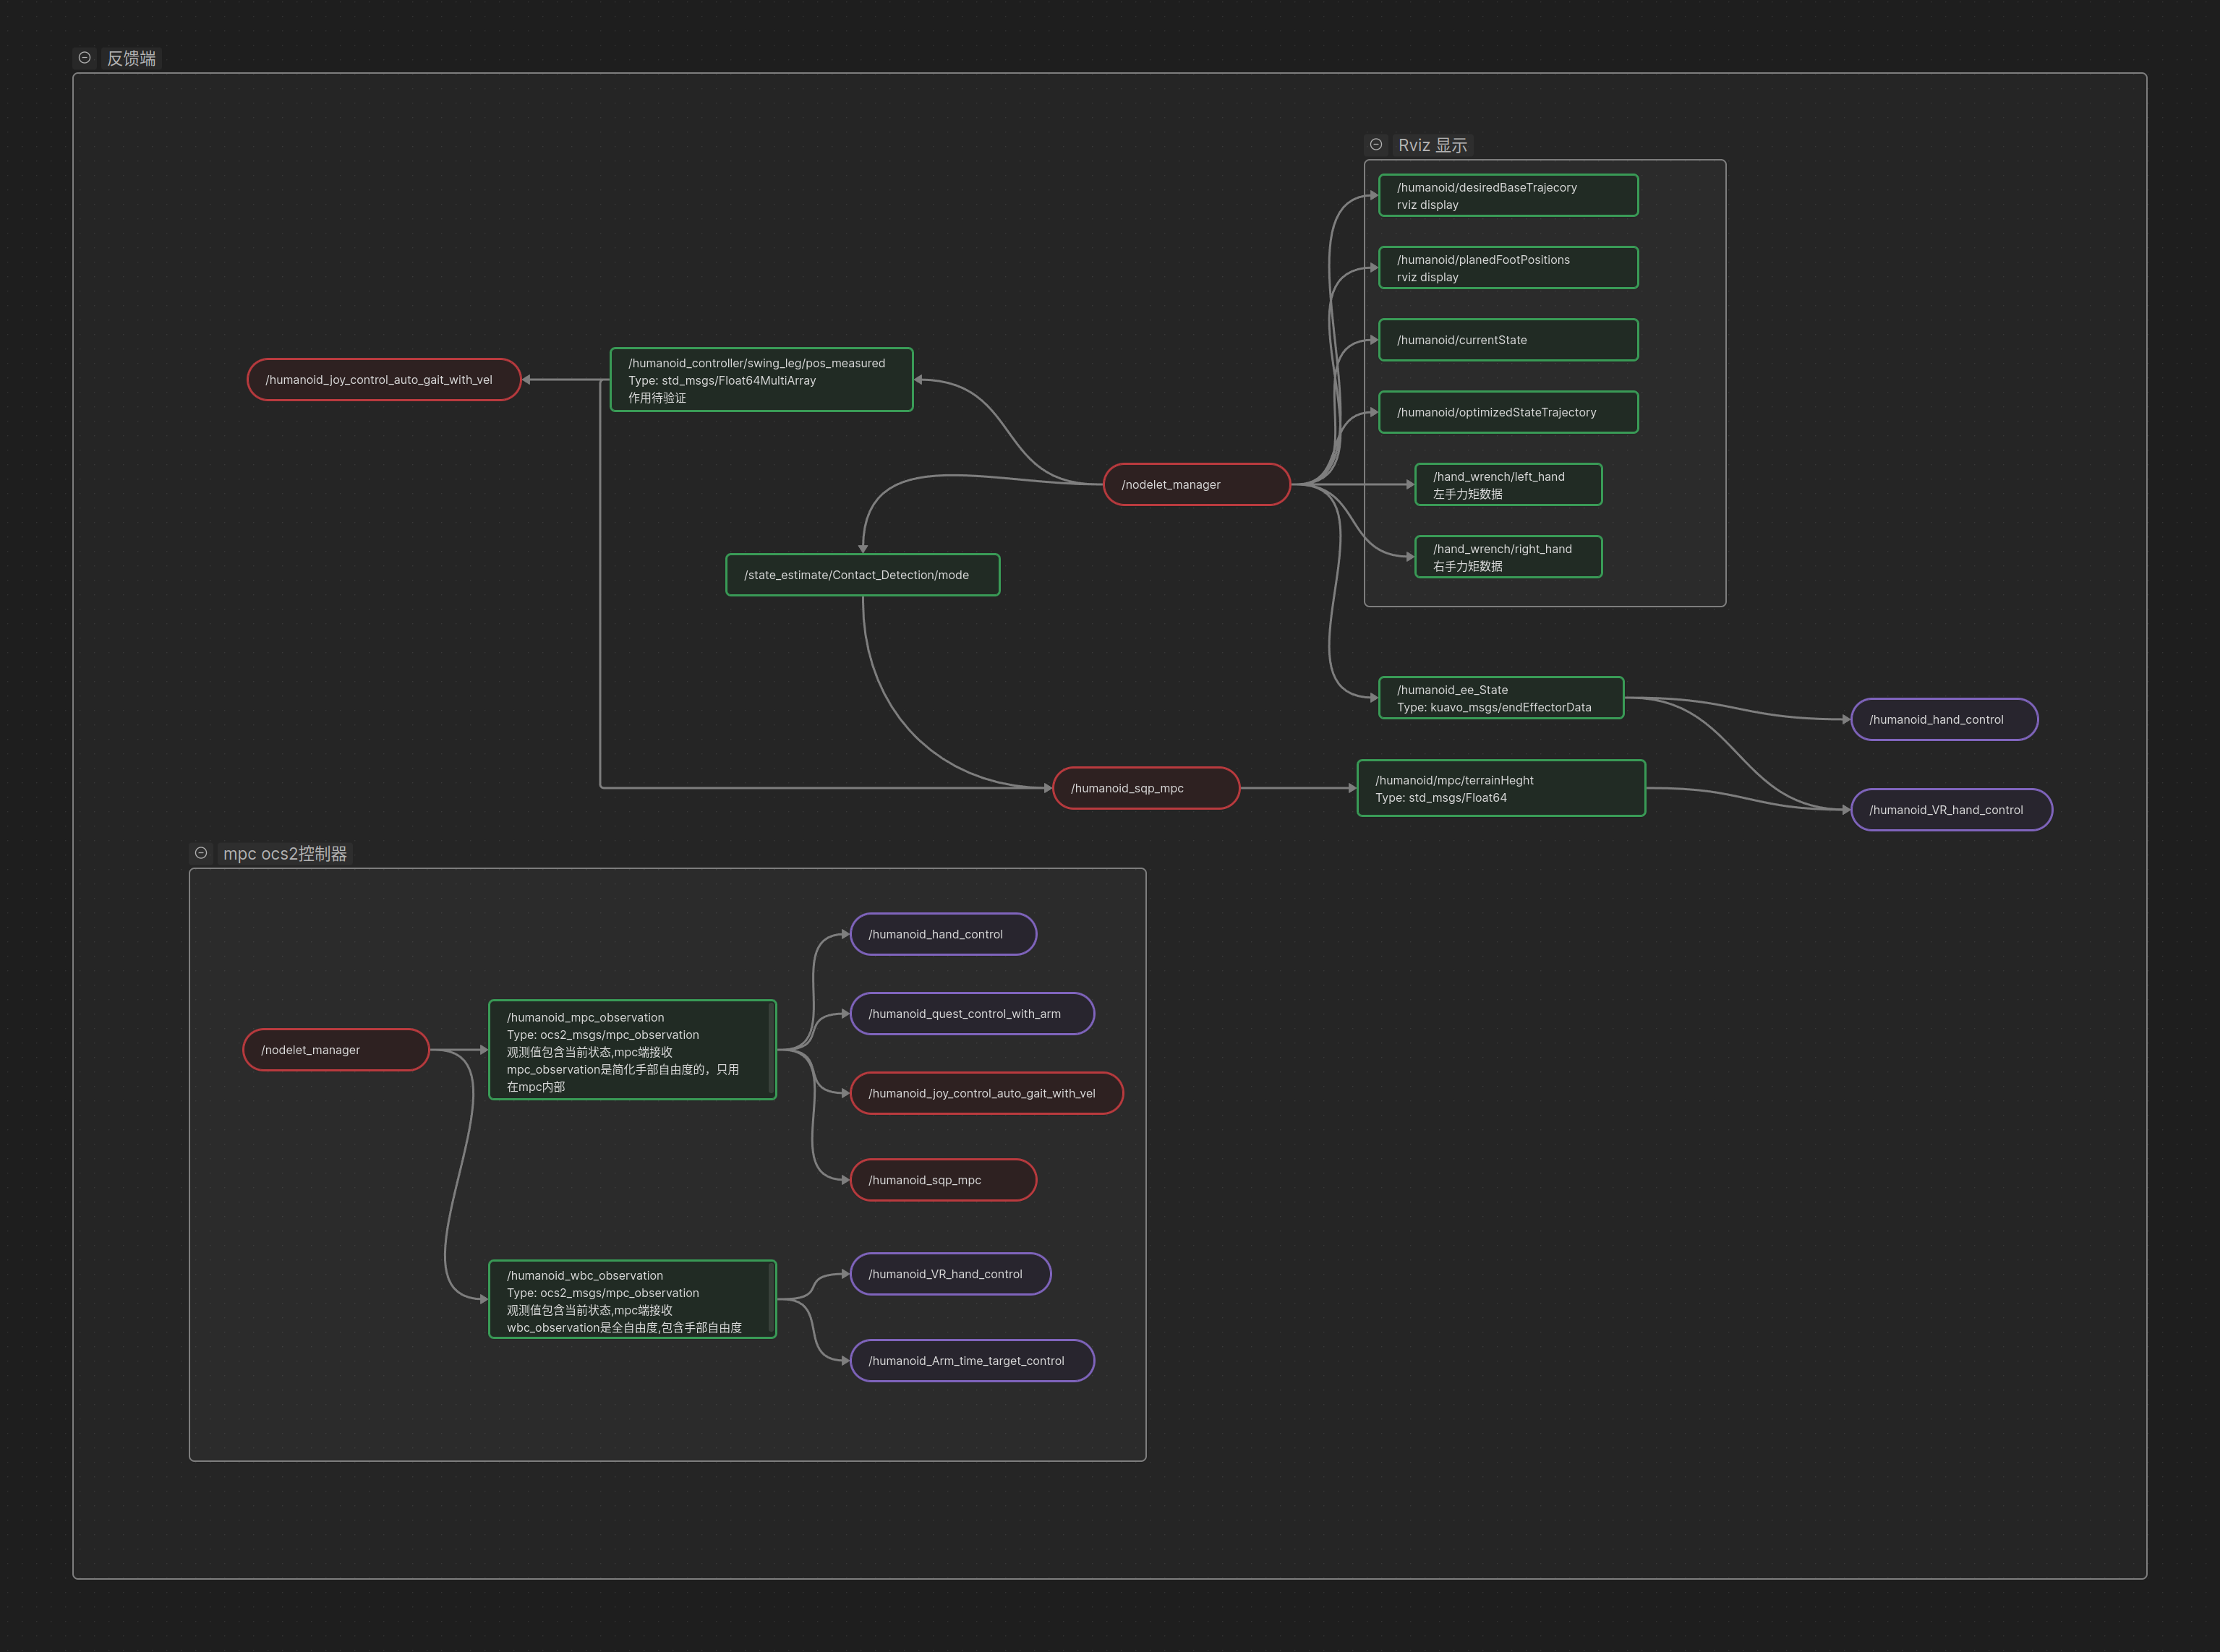 反馈端
Rviz 显示
/humanoid/desiredBaseTrajecory
rviz display
/humanoid/planedFootPositions
rviz display
/humanoid/currentState
/humanoid/optimizedStateTrajectory
/hand_wrench/left_hand
左手力矩数据
/hand_wrench/right_hand
右手力矩数据
/humanoid_joy_control_auto_gait_with_vel
/humanoid_controller/swing_leg/pos_measured
Type: std_msgs/Float64MultiArray
作用待验证
/nodelet_manager
/state_estimate/Contact_Detection/mode
/humanoid_ee_State
Type: kuavo_msgs/endEffectorData
/humanoid_hand_control
/humanoid_sqp_mpc
/humanoid/mpc/terrainHeght
Type: std_msgs/Float64
/humanoid_VR_hand_control
mpc ocs2控制器
/nodelet_manager
/humanoid_mpc_observation
Type: ocs2_msgs/mpc_observation
观测值包含当前状态,mpc端接收
mpc_observation是简化手部自由度的，只用
在mpc内部
/humanoid_hand_control
/humanoid_quest_control_with_arm
/humanoid_joy_control_auto_gait_with_vel
/humanoid_sqp_mpc
/humanoid_wbc_observation
Type: ocs2_msgs/mpc_observation
观测值包含当前状态,mpc端接收
wbc_observation是全自由度,包含手部自由度
/humanoid_VR_hand_control
/humanoid_Arm_time_target_control